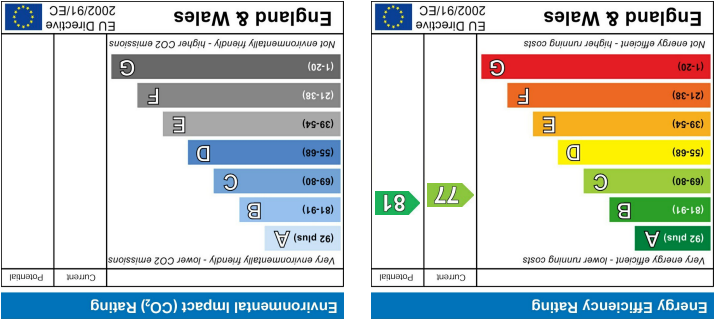 Energy Efficiency Rating
Current Potential
Very energy efficient - lower running costs
(92 plus) A
(81-91) B
(69-80) C
77
81
(55-68) D
(39-54) E
(21-38) F
(1-20) G
Not energy efficient - higher running costs
England & Wales
EU Directive
2002/91/EC
Environmental Impact (CO₂) Rating
Current Potential
Very environmentally friendly - lower CO2 emissions
(92 plus) A
(81-91) B
(69-80) C
(55-68) D
(39-54) E
(21-38) F
(1-20) G
Not environmentally friendly - higher CO2 emissions
England & Wales
EU Directive
2002/91/EC